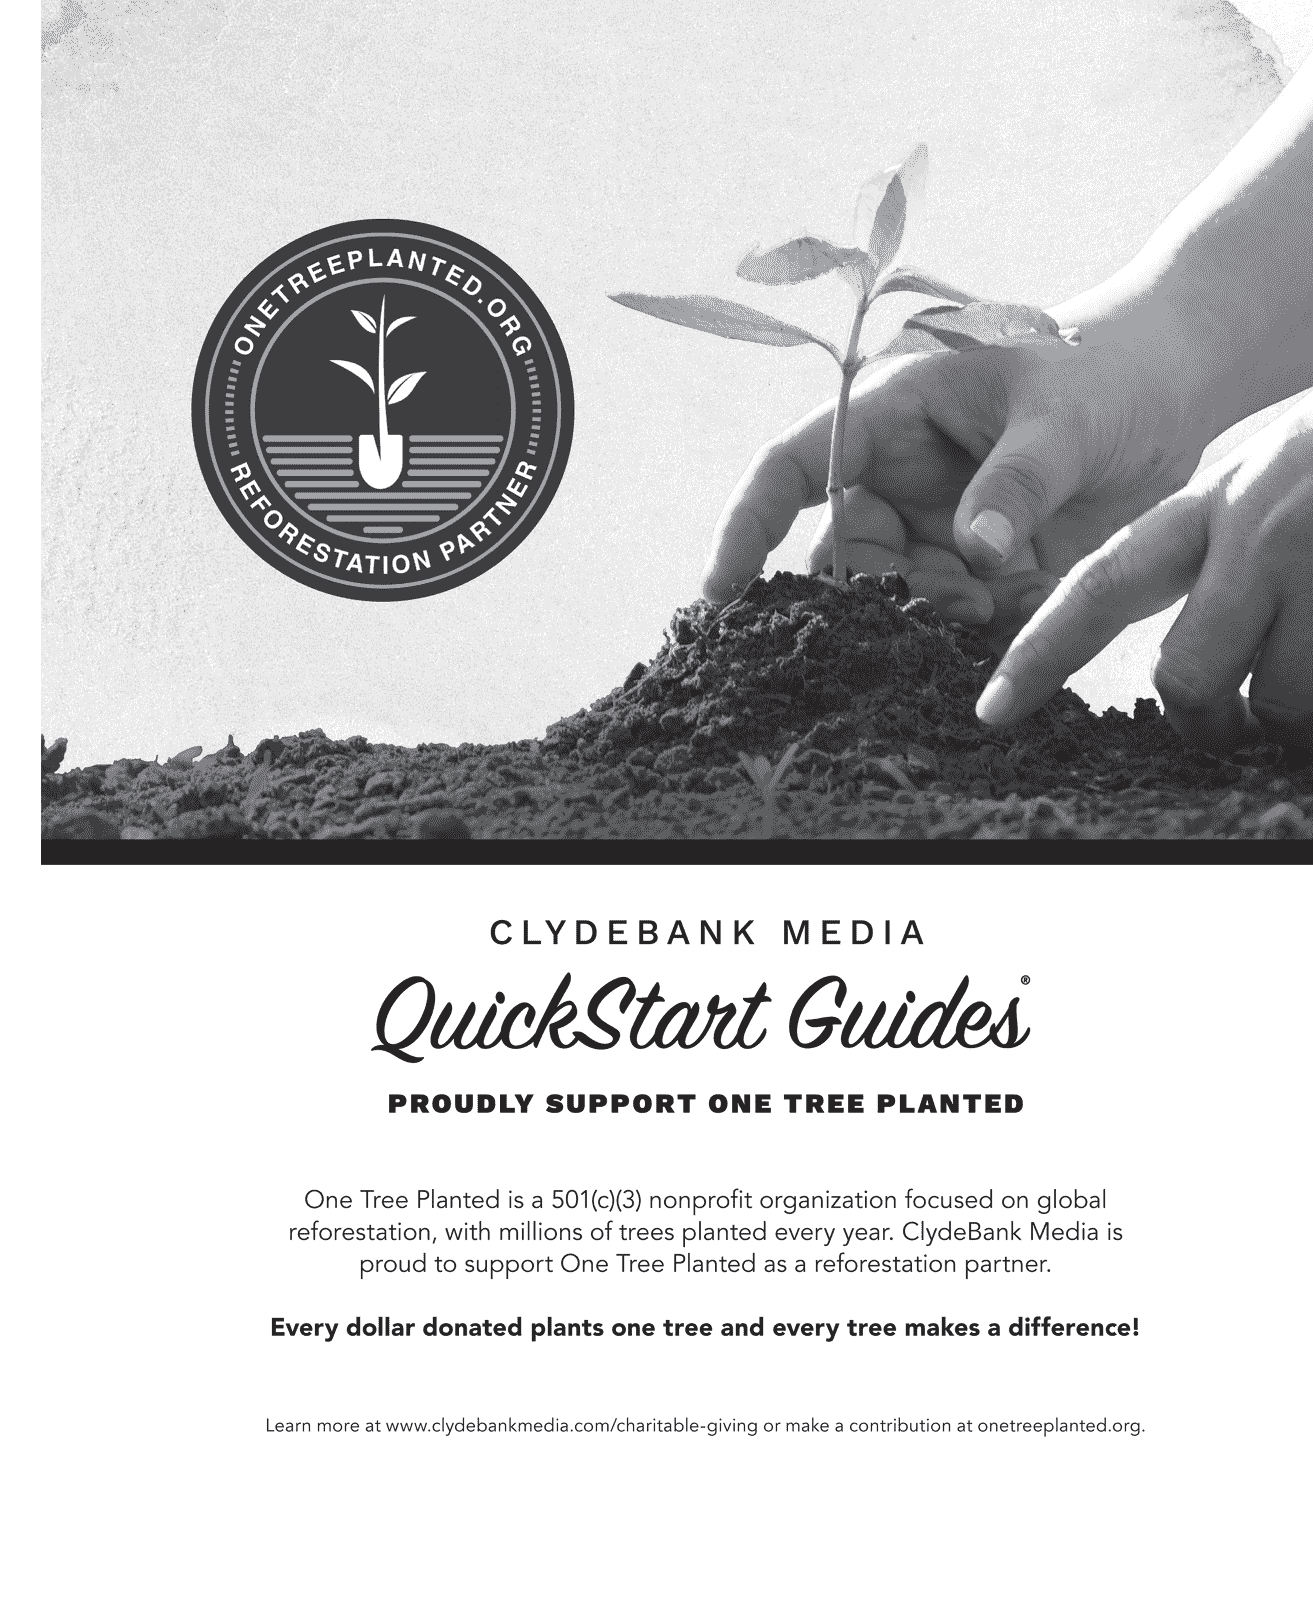 ONETREEPLANTED.ORG
REFORESTATION PARTNER
CLYDEBANK MEDIA
QuickStart Guides®
PROUDLY SUPPORT ONE TREE PLANTED
One Tree Planted is a 501(c)(3) nonprofit organization focused on global
reforestation, with millions of trees planted every year. ClydeBank Media is
proud to support One Tree Planted as a reforestation partner.
Every dollar donated plants one tree and every tree makes a difference!
Learn more at www.clydebankmedia.com/charitable-giving or make a contribution at onetreeplanted.org.